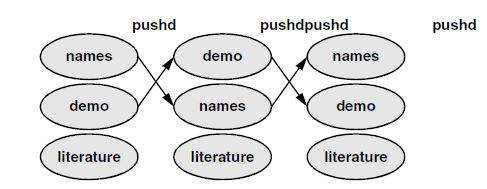 pushd pushdpushd pushd
names demo names
demo names demo
literature literature literature